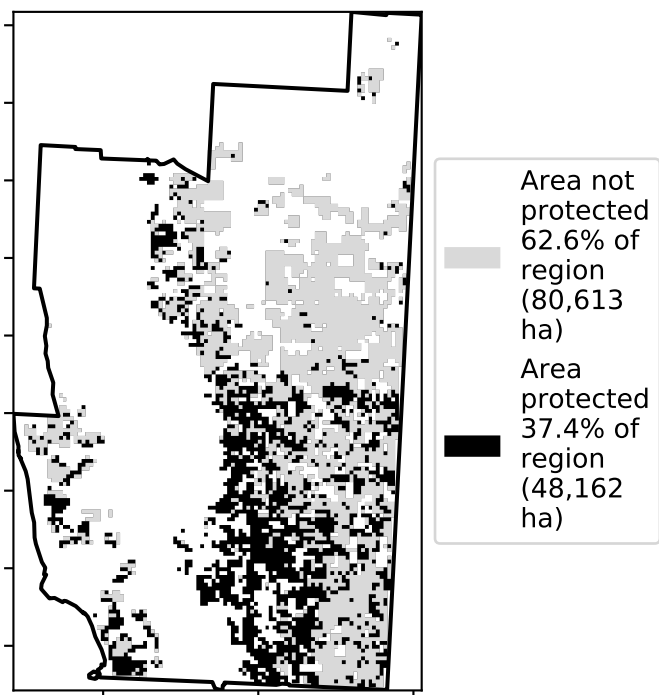 Area not
protected
62.6% of
region
(80,613
ha)
Area
protected
37.4% of
region
(48,162
ha)